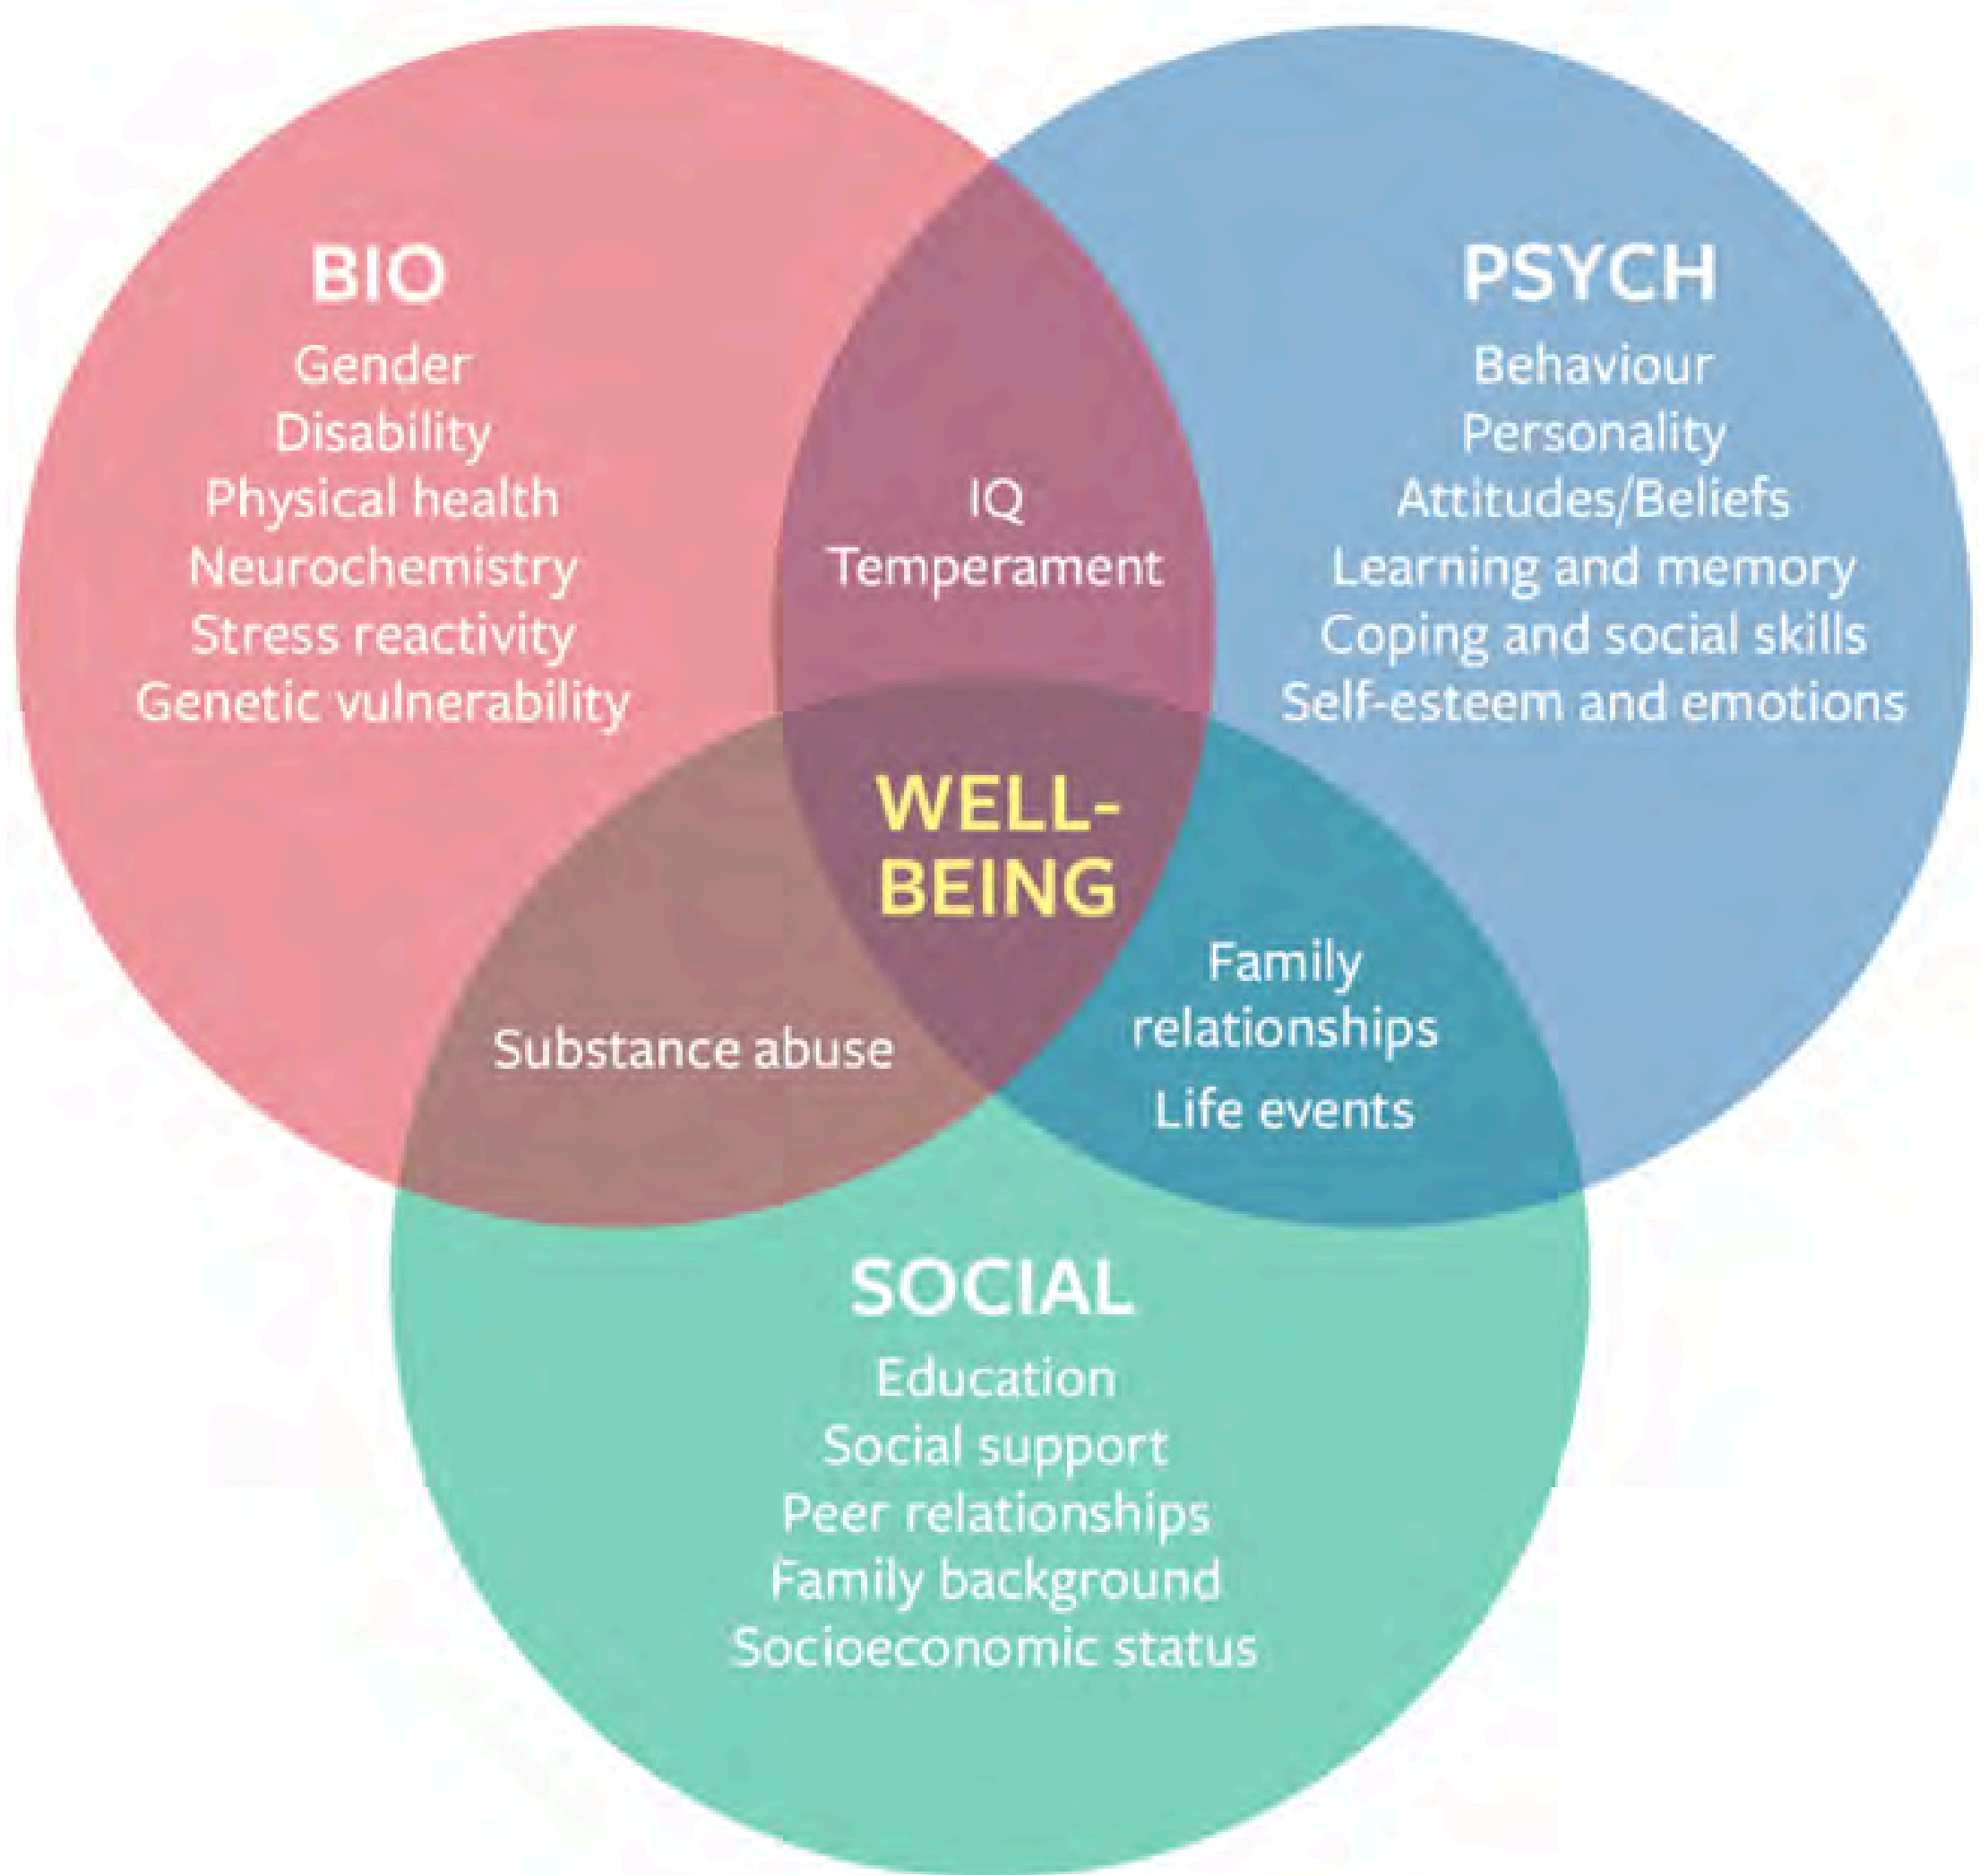 BIO
Gender
Disability
Physical health
Neurochemistry
Stress reactivity
Genetic vulnerability
PSYCH
Behaviour
Personality
Attitudes/Beliefs
Learning and memory
Coping and social skills
Self-esteem and emotions
IQ
Temperament
WELL-
BEING
Substance abuse
Family
relationships
Life events
SOCIAL
Education
Social support
Peer relationships
Family background
Socioeconomic status